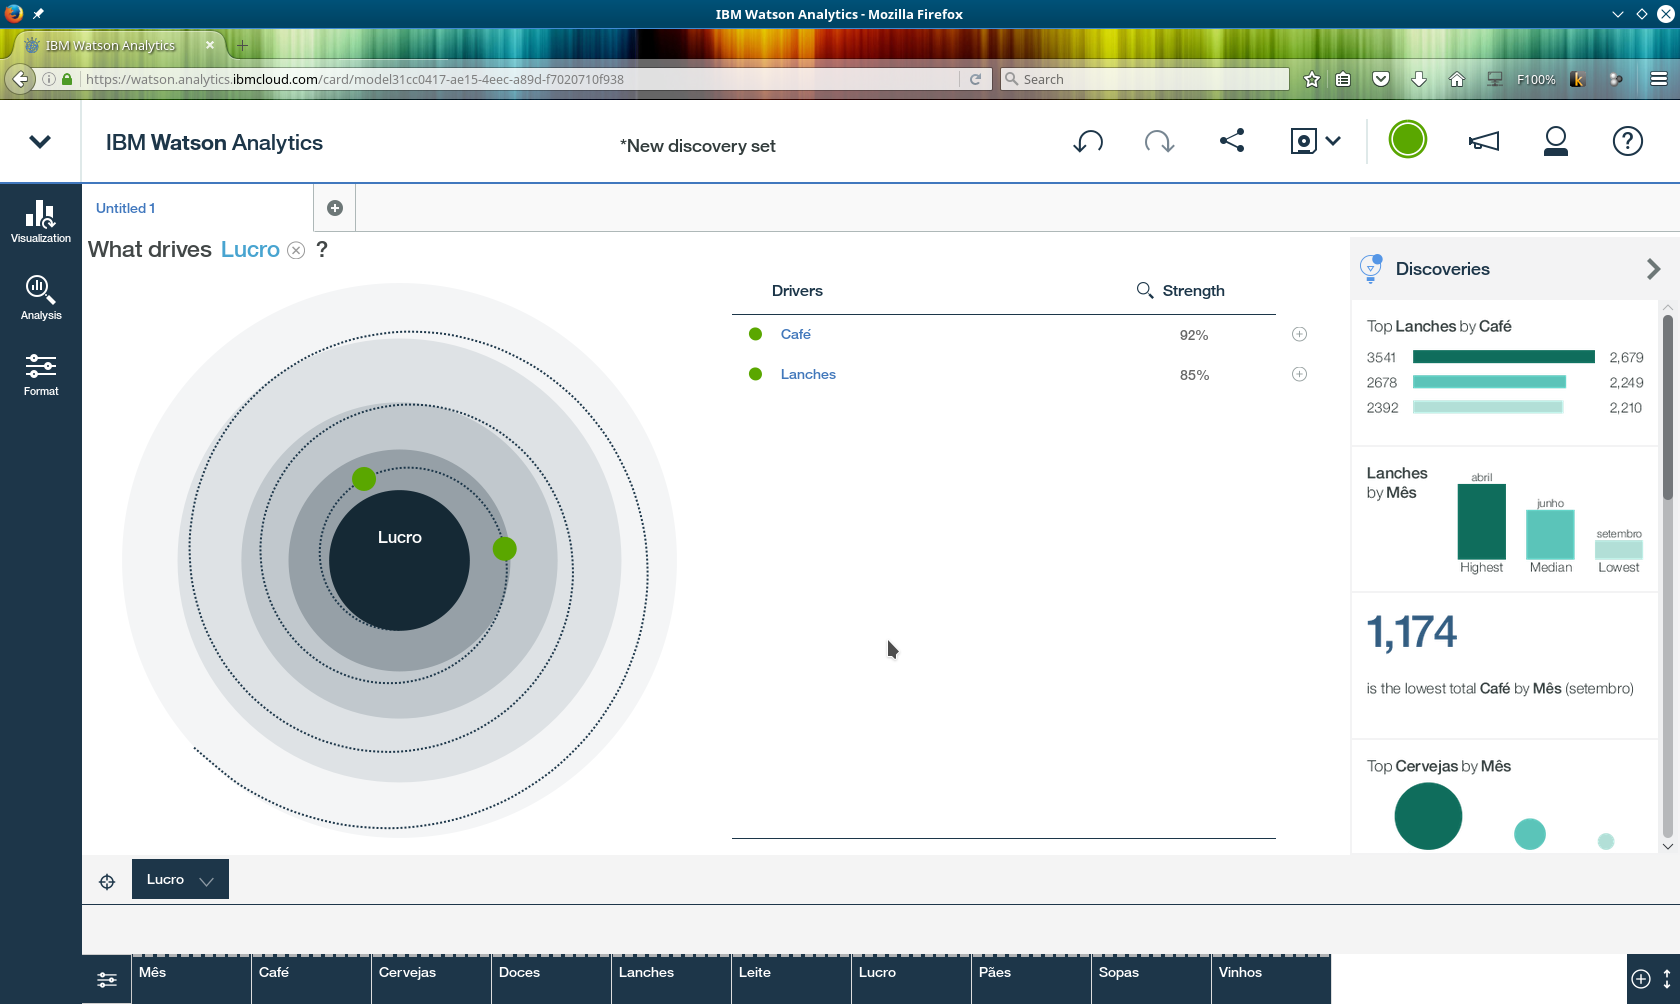 IBM Watson Analytics - Mozilla Firefox
IBM Watson Analytics
https://watson.analytics.ibmcloud.com/card/model31cc0417-ae15-4eec-a89d-f7020710f938
Search
F100%
IBM Watson Analytics
*New discovery set
Visualization
Analysis
Format
Untitled 1
What drives Lucro ?
Lucro
Drivers Strength
Café 92%
Lanches 85%
Discoveries
Top Lanches by Café
3541 2,679
2678 2,249
2392 2,210
Lanches
by Mês
abril
junho
setembro
Highest Median Lowest
1,174
is the lowest total Café by Mês (setembro)
Top Cervejas by Mês
Lucro
Mês Café Cervejas Doces Lanches Leite Lucro Pães Sopas Vinhos